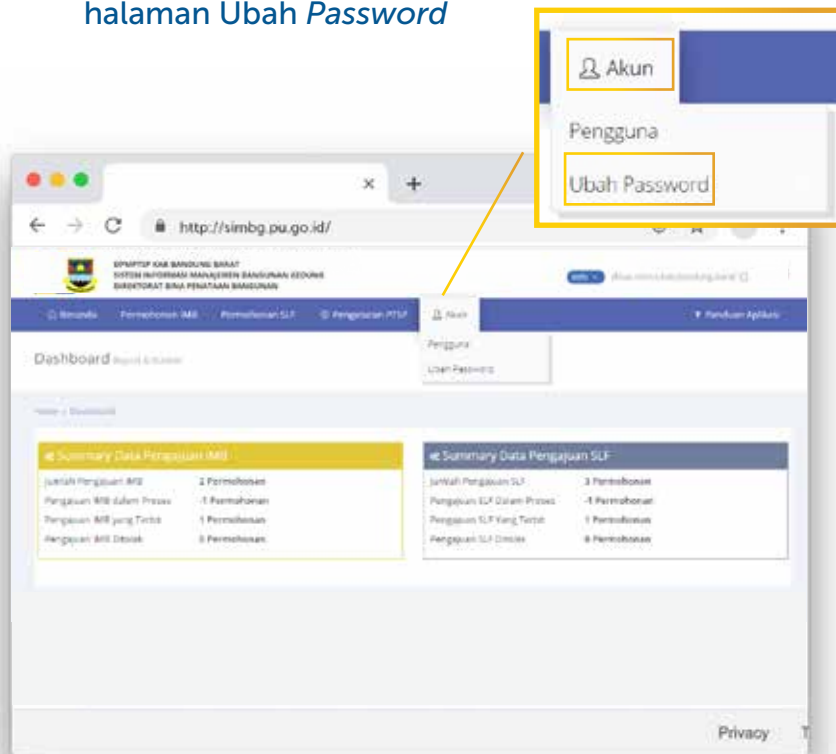 halaman Ubah Password
Akun
Pengguna
Ubah Password
http://simbg.pu.go.id/
DPMPTSP KAB BANDUNG BARAT
SISTEM INFORMASI MANAJEMEN BANGUNAN GEDUNG
DIREKTORAT BINA PENATAAN BANGUNAN
Beranda Permohonan IMB Permohonan SLF Pengaturan PTSP Akun Panduan Aplikasi
Pengguna
Ubah Password
Dashboard
Home
Summary Data Pengajuan IMB
Jumlah Pengajuan IMB 2 Permohonan
Pengajuan IMB dalam Proses -1 Permohonan
Pengajuan IMB yang Terbit 1 Permohonan
Pengajuan IMB Ditolak 0 Permohonan
Summary Data Pengajuan SLF
Jumlah Pengajuan SLF 3 Permohonan
Pengajuan SLF Dalam Proses -1 Permohonan
Pengajuan SLF Yang Terbit 1 Permohonan
Pengajuan SLF Ditolak 0 Permohonan
Privacy